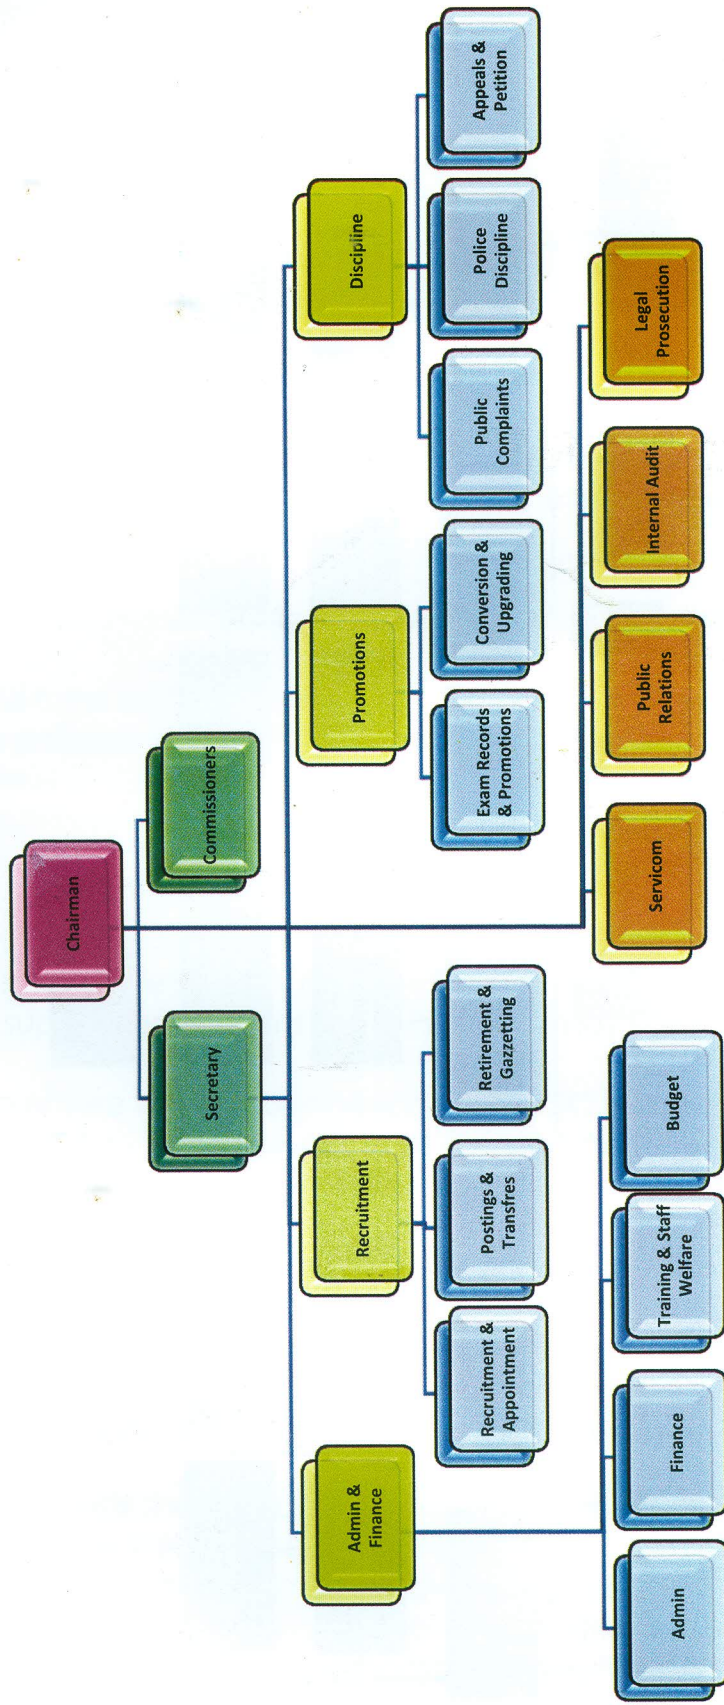 Chairman
Secretary
Commissioners
Admin &
Finance
Recruitment
Promotions
Discipline
Recruitment &
Appointment
Postings &
Transfres
Retirement &
Gazzetting
Exam Records
& Promotions
Conversion &
Upgrading
Public
Complaints
Police
Discipline
Appeals &
Petition
Admin
Finance
Training & Staff
Welfare
Budget
Servicom
Public
Relations
Internal Audit
Legal
Prosecution